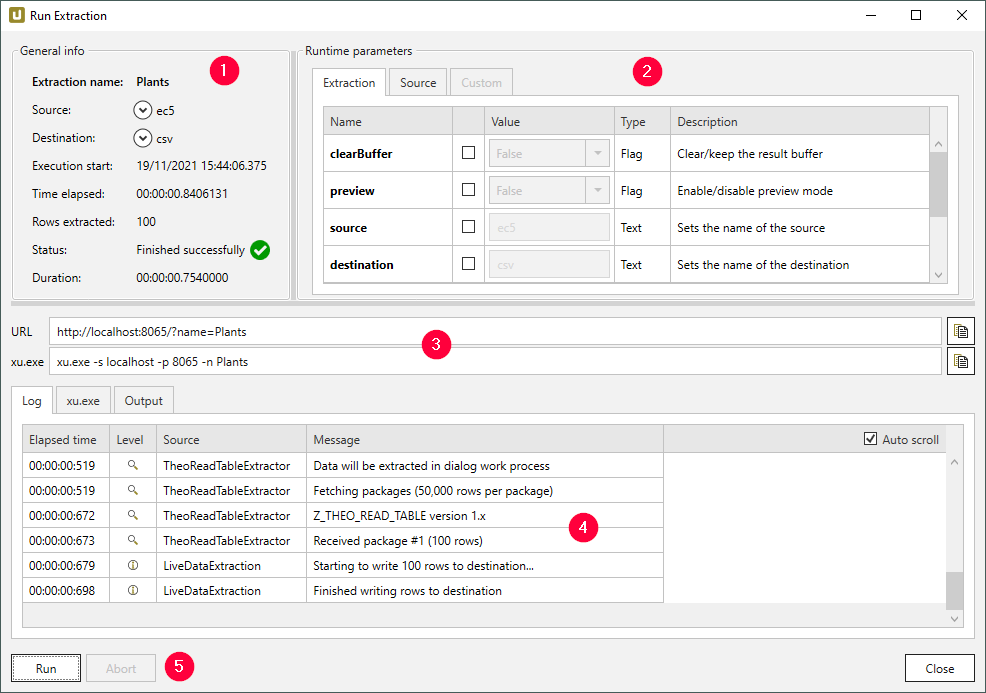 Run Extraction
General info
1
Extraction name: Plants
Source: ec5
Destination: csv
Execution start: 19/11/2021 15:44:06.375
Time elapsed: 00:00:00.8406131
Rows extracted: 100
Status: Finished successfully
Duration: 00:00:00.7540000
Runtime parameters
2
Extraction Source Custom
Name Value Type Description
clearBuffer False Flag Clear/keep the result buffer
preview False Flag Enable/disable preview mode
source ec5 Text Sets the name of the source
destination csv Text Sets the name of the destination
URL http://localhost:8065/?name=Plants
3
xu.exe xu.exe -s localhost -p 8065 -n Plants
Log xu.exe Output
Elapsed time Level Source Message Auto scroll
00:00:00:519 TheoReadTableExtractor Data will be extracted in dialog work process
00:00:00:519 TheoReadTableExtractor Fetching packages (50,000 rows per package)
00:00:00:672 TheoReadTableExtractor Z_THEO_READ_TABLE version 1.x
4
00:00:00:673 TheoReadTableExtractor Received package #1 (100 rows)
00:00:00:679 LiveDataExtraction Starting to write 100 rows to destination...
00:00:00:698 LiveDataExtraction Finished writing rows to destination
Run Abort 5 Close